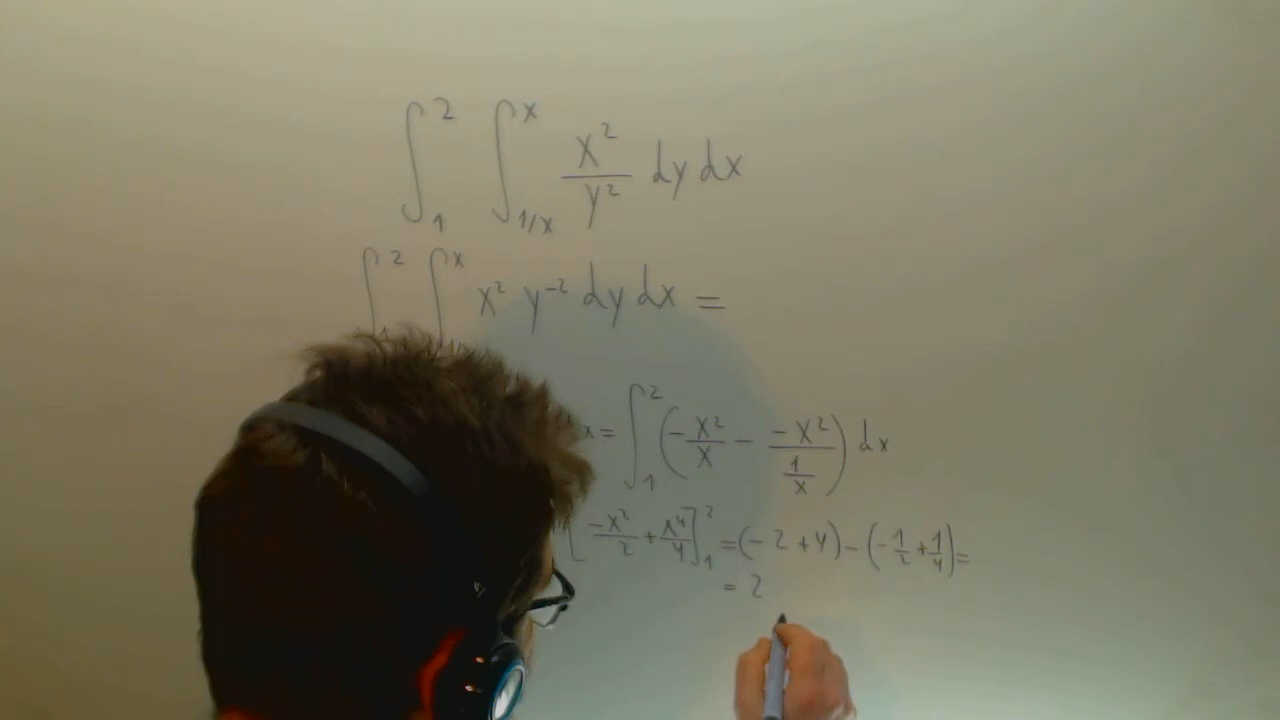 ∫₁² ∫_{1/x}^{x} x²/y² dy dx
∫² ∫^{x} x² y⁻² dy dx =
x = ∫₁² (-x²/x - -x²/(1/x)) dx
[-x²/2 + x⁴/4]₁² = (-2+4) - (-1/2 + 1/4) =
= 2